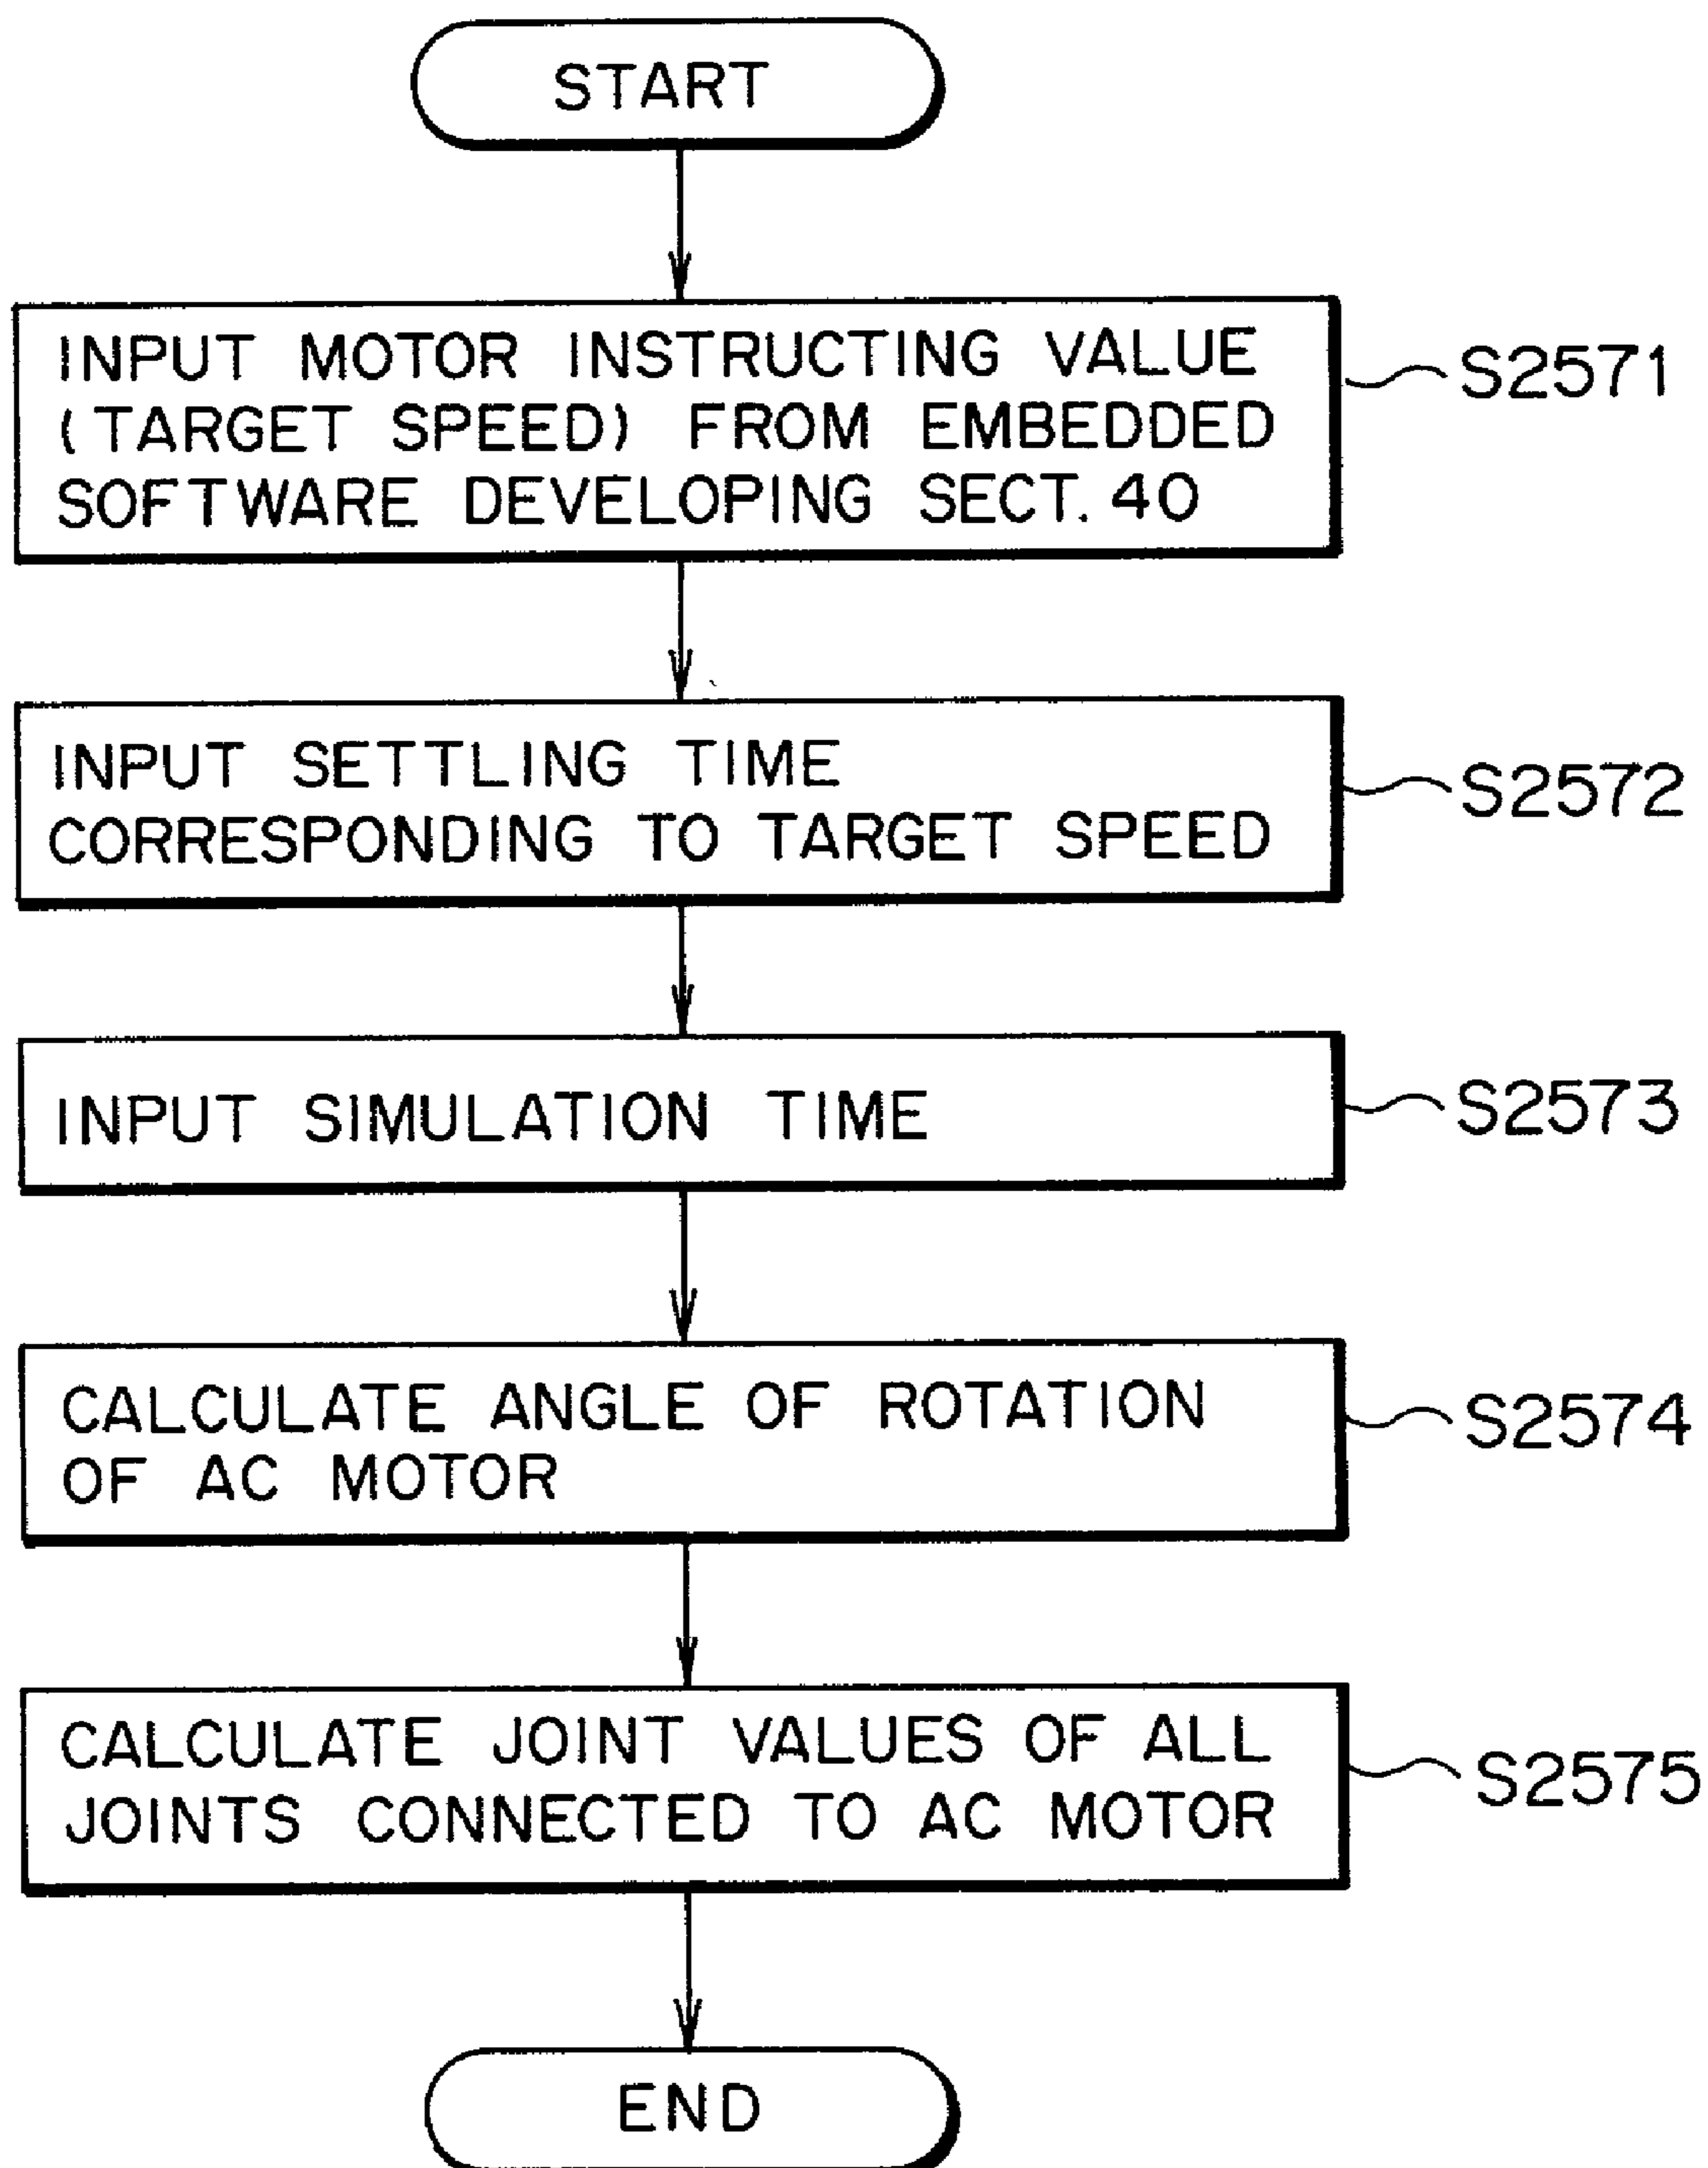 START
INPUT MOTOR INSTRUCTING VALUE
(TARGET SPEED) FROM EMBEDDED
SOFTWARE DEVELOPING SECT. 40
S2571
INPUT SETTLING TIME
CORRESPONDING TO TARGET SPEED
S2572
INPUT SIMULATION TIME
S2573
CALCULATE ANGLE OF ROTATION
OF AC MOTOR
S2574
CALCULATE JOINT VALUES OF ALL
JOINTS CONNECTED TO AC MOTOR
S2575
END